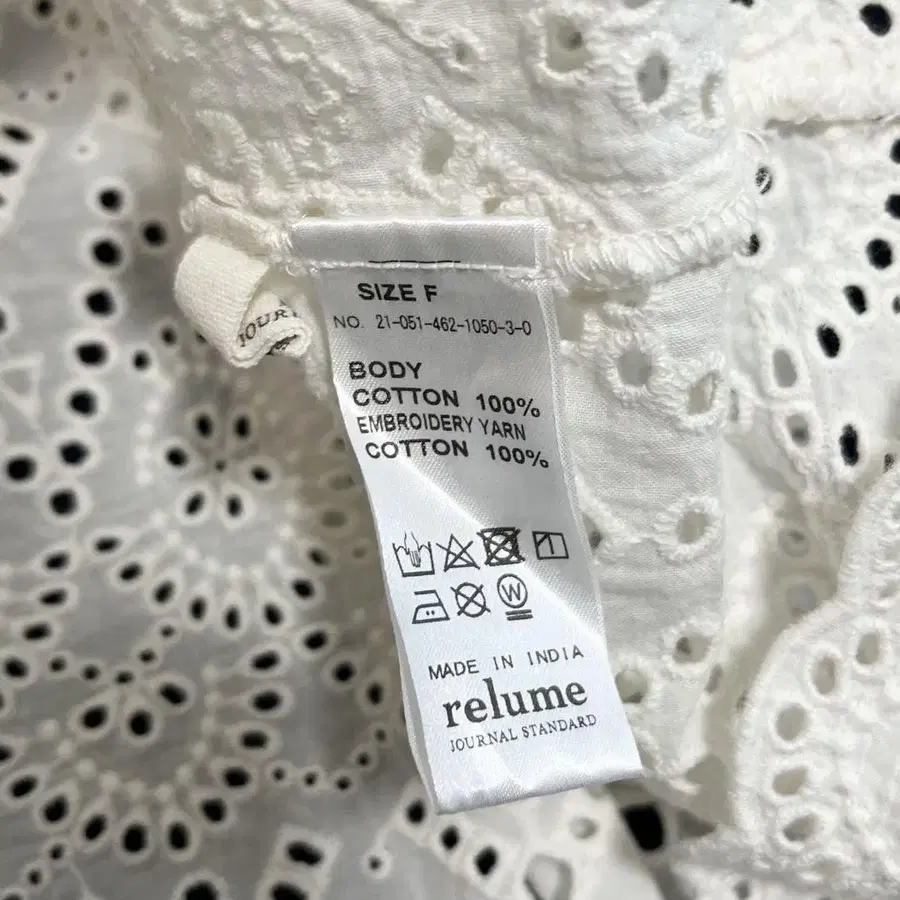 SIZE F
NO. 21-051-462-1050-3-0
BODY
COTTON 100%
EMBROIDERY YARN
COTTON 100%
W
MADE IN INDIA
relume
JOURNAL STANDARD